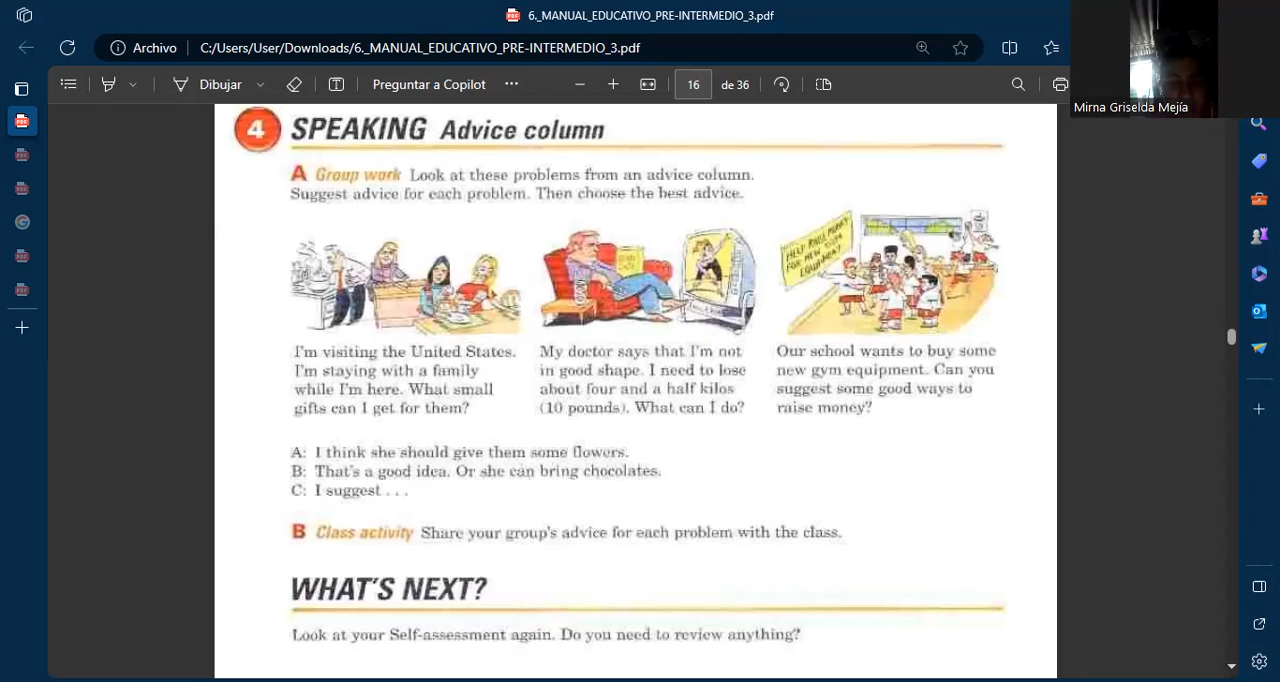 6._MANUAL_EDUCATIVO_PRE-INTERMEDIO_3.pdf
Archivo C:/Users/User/Downloads/6._MANUAL_EDUCATIVO_PRE-INTERMEDIO_3.pdf
Dibujar Preguntar a Copilot 16 de 36
Mirna Griselda Mejía
4 SPEAKING Advice column
A Group work Look at these problems from an advice column.
Suggest advice for each problem. Then choose the best advice.
HELP RAISE MONEY
FOR NEW GYM
EQUIPMENT
I'm visiting the United States.
I'm staying with a family
while I'm here. What small
gifts can I get for them?
My doctor says that I'm not
in good shape. I need to lose
about four and a half kilos
(10 pounds). What can I do?
Our school wants to buy some
new gym equipment. Can you
suggest some good ways to
raise money?
A: I think she should give them some flowers.
B: That's a good idea. Or she can bring chocolates.
C: I suggest . . .
B Class activity Share your group's advice for each problem with the class.
WHAT'S NEXT?
Look at your Self-assessment again. Do you need to review anything?